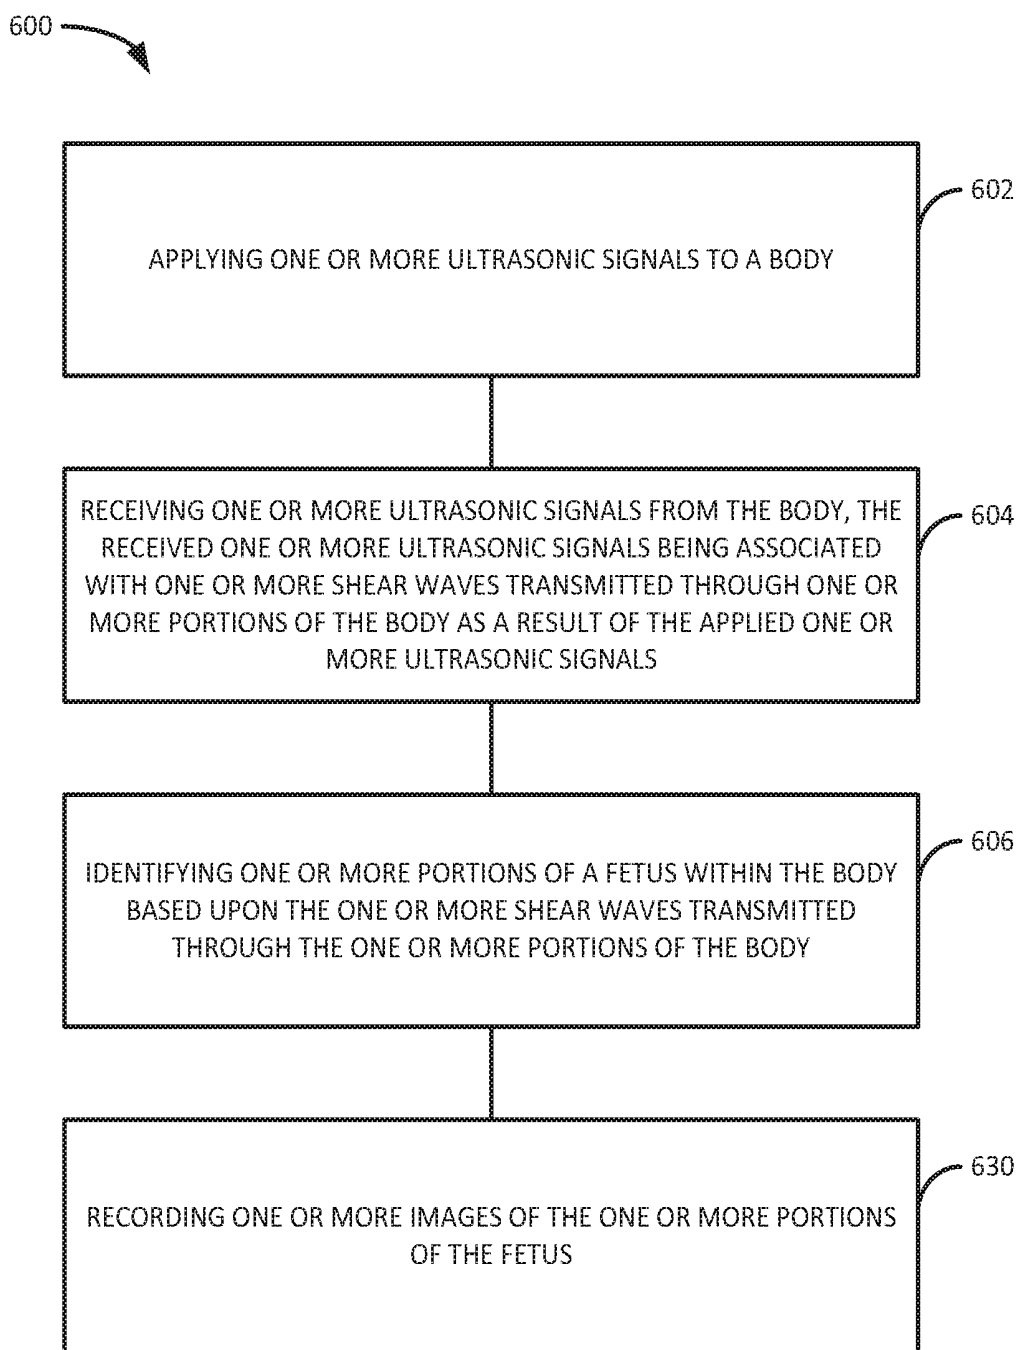 600
602
APPLYING ONE OR MORE ULTRASONIC SIGNALS TO A BODY
604
RECEIVING ONE OR MORE ULTRASONIC SIGNALS FROM THE BODY, THE
RECEIVED ONE OR MORE ULTRASONIC SIGNALS BEING ASSOCIATED
WITH ONE OR MORE SHEAR WAVES TRANSMITTED THROUGH ONE OR
MORE PORTIONS OF THE BODY AS A RESULT OF THE APPLIED ONE OR
MORE ULTRASONIC SIGNALS
606
IDENTIFYING ONE OR MORE PORTIONS OF A FETUS WITHIN THE BODY
BASED UPON THE ONE OR MORE SHEAR WAVES TRANSMITTED
THROUGH THE ONE OR MORE PORTIONS OF THE BODY
630
RECORDING ONE OR MORE IMAGES OF THE ONE OR MORE PORTIONS
OF THE FETUS